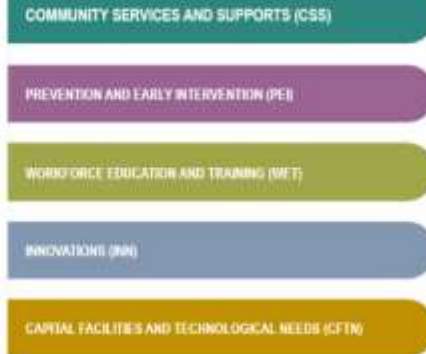 COMMUNITY SERVICES AND SUPPORTS (CSS)
PREVENTION AND EARLY INTERVENTION (PEI)
WORKFORCE EDUCATION AND TRAINING (WET)
INNOVATIONS (INN)
CAPITAL FACILITIES AND TECHNOLOGICAL NEEDS (CFTN)